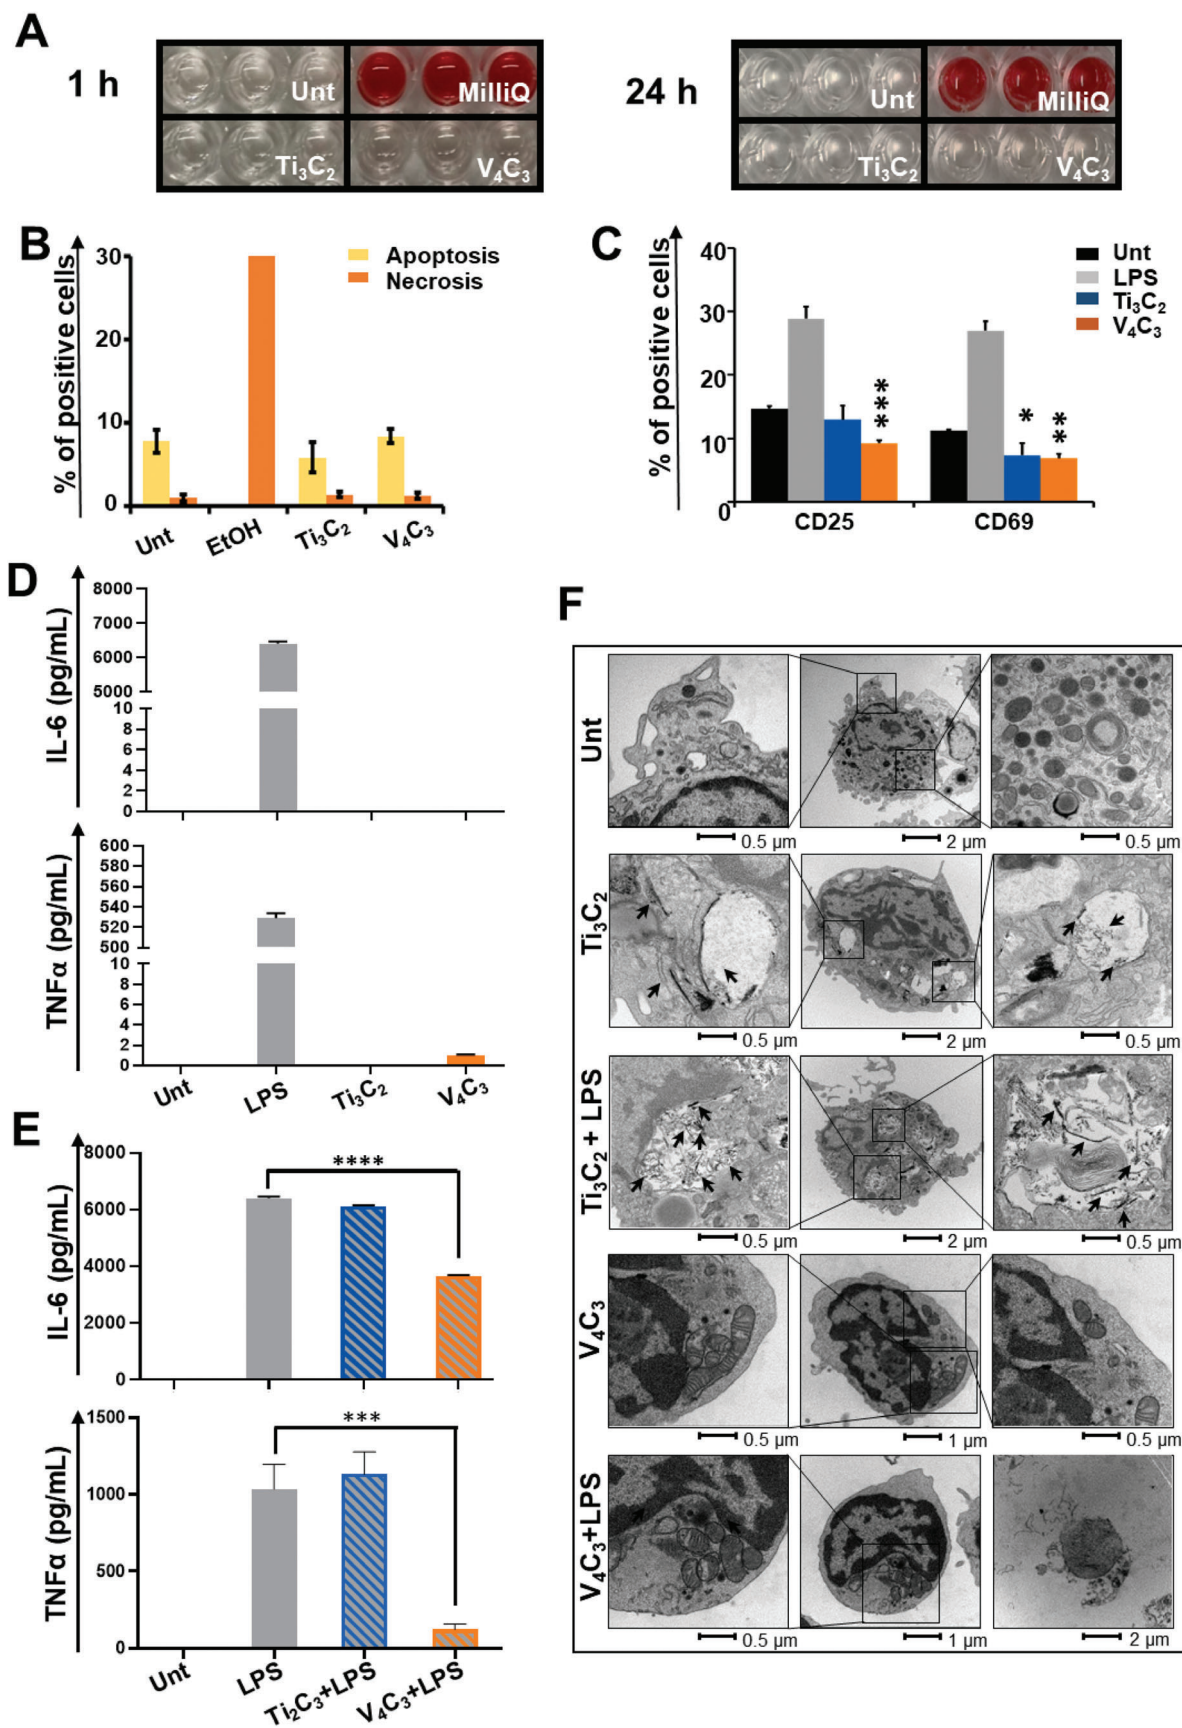 A
1 h
Unt
MilliQ
Ti₃C₂
V₄C₃
24 h
Unt
MilliQ
Ti₃C₂
V₄C₃
B
% of positive cells
30
20
10
0
Apoptosis
Necrosis
Unt
EtOH
Ti₃C₂
V₄C₃
C
% of positive cells
40
30
20
10
0
Unt
LPS
Ti₃C₂
V₄C₃
***
*
**
CD25
CD69
D
IL-6 (pg/mL)
8000
7000
6000
5000
10
8
6
4
2
0
TNFα (pg/mL)
600
580
560
540
520
500
10
8
6
4
2
0
Unt
LPS
Ti₃C₂
V₄C₃
E
IL-6 (pg/mL)
8000
6000
4000
2000
0
****
TNFα (pg/mL)
1500
1000
500
0
***
Unt
LPS
Ti₂C₃+LPS
V₄C₃+LPS
F
Unt
0.5 µm
2 µm
0.5 µm
Ti₃C₂
0.5 µm
2 µm
0.5 µm
Ti₃C₂ + LPS
0.5 µm
2 µm
0.5 µm
V₄C₃
0.5 µm
1 µm
0.5 µm
V₄C₃+LPS
0.5 µm
1 µm
2 µm